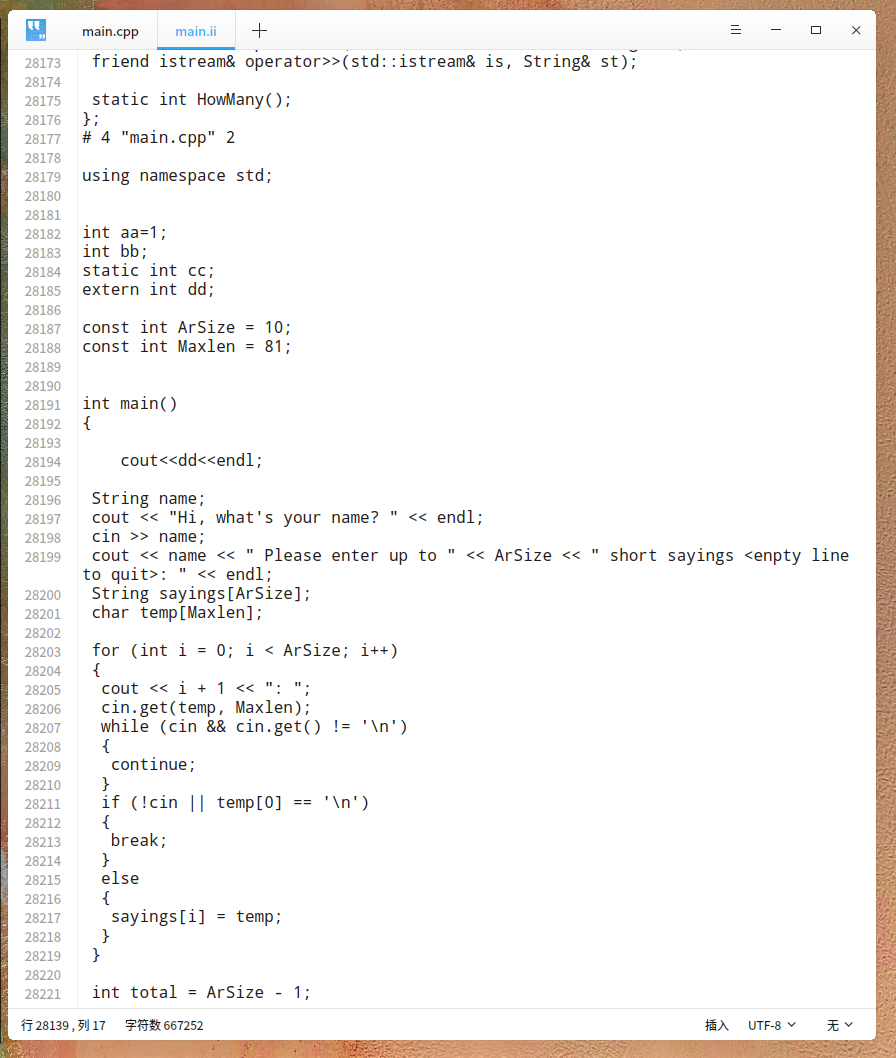 main.cpp
main.ii
28173 friend istream& operator>>(std::istream& is, String& st);
28174
28175 static int HowMany();
28176 };
28177 # 4 "main.cpp" 2
28178
28179 using namespace std;
28180
28181
28182 int aa=1;
28183 int bb;
28184 static int cc;
28185 extern int dd;
28186
28187 const int ArSize = 10;
28188 const int Maxlen = 81;
28189
28190
28191 int main()
28192 {
28193
28194 cout<<dd<<endl;
28195
28196 String name;
28197 cout << "Hi, what's your name? " << endl;
28198 cin >> name;
28199 cout << name << " Please enter up to " << ArSize << " short sayings <enpty line
to quit>: " << endl;
28200 String sayings[ArSize];
28201 char temp[Maxlen];
28202
28203 for (int i = 0; i < ArSize; i++)
28204 {
28205 cout << i + 1 << ": ";
28206 cin.get(temp, Maxlen);
28207 while (cin && cin.get() != '\n')
28208 {
28209 continue;
28210 }
28211 if (!cin || temp[0] == '\n')
28212 {
28213 break;
28214 }
28215 else
28216 {
28217 sayings[i] = temp;
28218 }
28219 }
28220
28221 int total = ArSize - 1;
行 28139 , 列 17 字符数 667252 插入 UTF-8 无